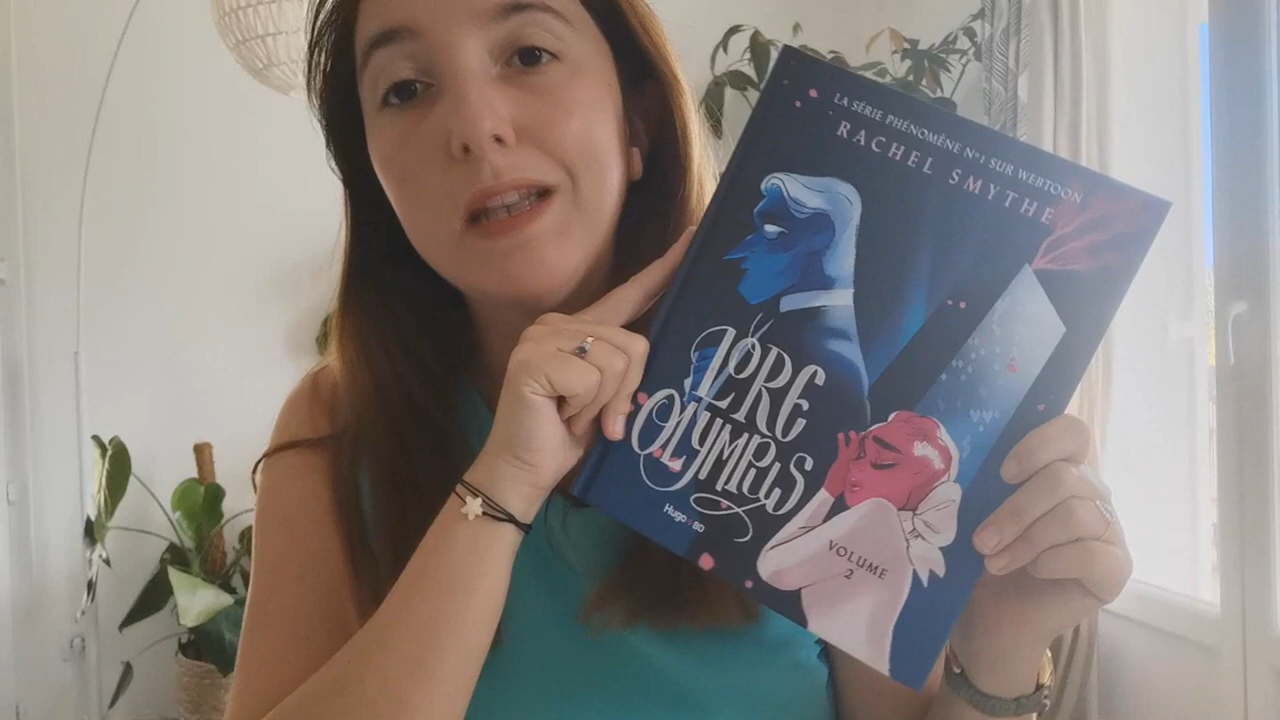 LA SÉRIE PHÉNOMÈNE N°1 SUR WEBTOON
RACHEL SMYTHE
LORE
OLYMPUS
Hugo BD
VOLUME
2